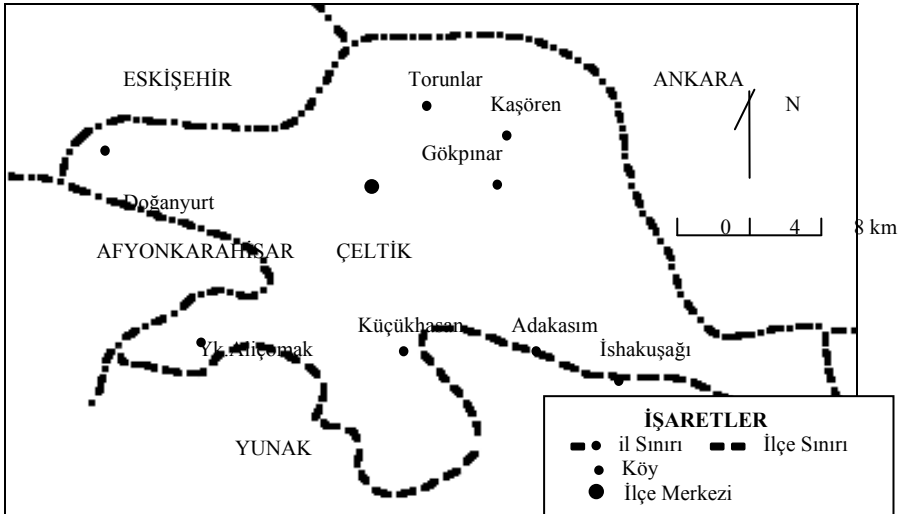 ESKİŞEHİR
Torunlar
ANKARA
Kaşören
N
Gökpınar
Doğanyurt
0 4 8 km
AFYONKARAHİSAR
ÇELTİK
Küçükhasan
Adakasım
Yk.Aliçomak
İshakuşağı
YUNAK
İŞARETLER
il Sınırı İlçe Sınırı
Köy
İlçe Merkezi